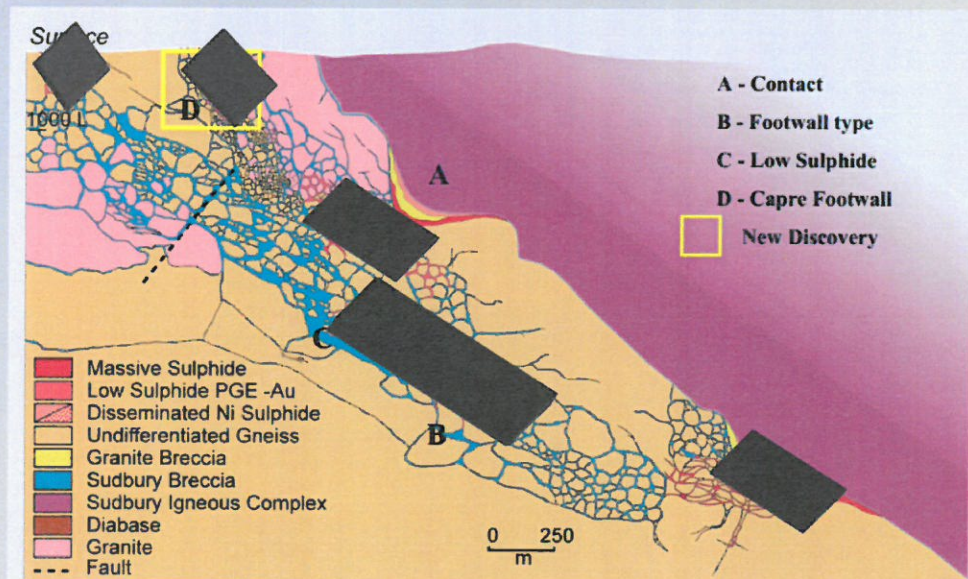 Surface
1000 L
D
A
C
B
A - Contact
B - Footwall type
C - Low Sulphide
D - Capre Footwall
New Discovery
Massive Sulphide
Low Sulphide PGE -Au
Disseminated Ni Sulphide
Undifferentiated Gneiss
Granite Breccia
Sudbury Breccia
Sudbury Igneous Complex
Diabase
Granite
Fault
0 250
m